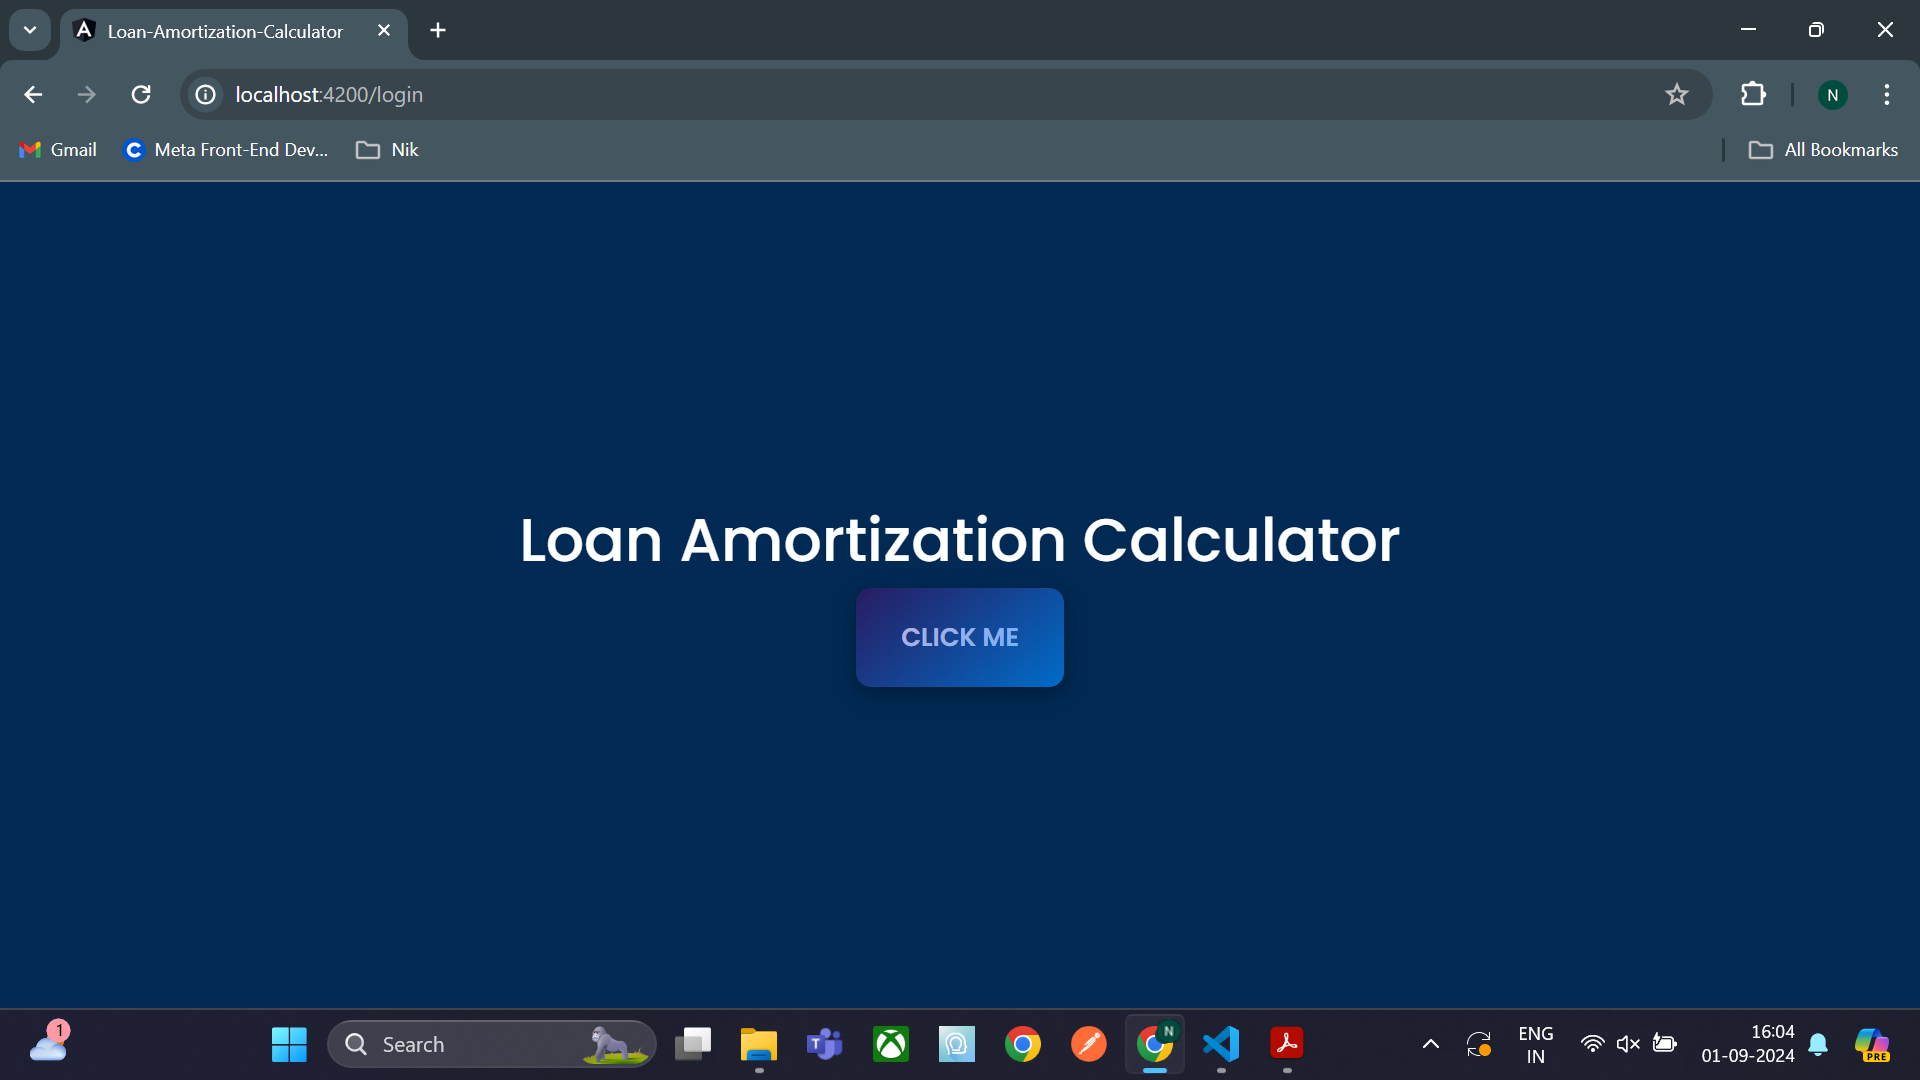 Loan-Amortization-Calculator
localhost:4200/login
N
Gmail
Meta Front-End Dev...
Nik
All Bookmarks
Loan Amortization Calculator
CLICK ME
1
Search
N
ENG
IN
16:04
01-09-2024
PRE